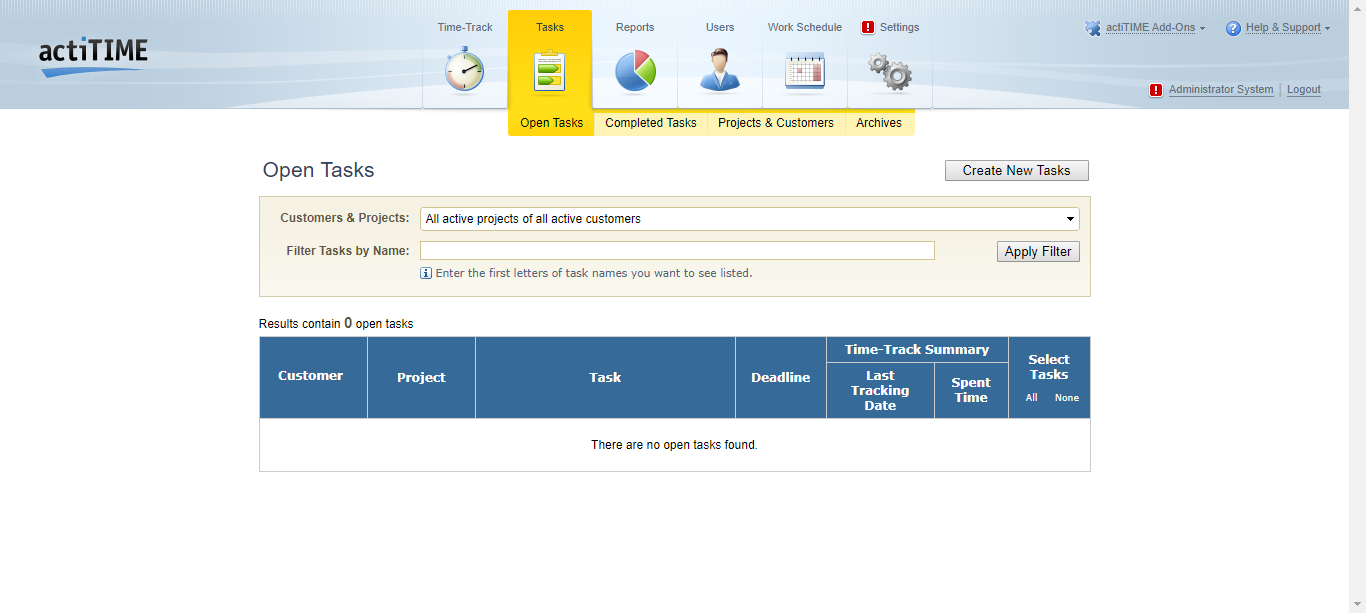 actiTIME
Time-Track
Tasks
Reports
Users
Work Schedule
! Settings
actiTIME Add-Ons
? Help & Support
! Administrator System
Logout
Open Tasks
Completed Tasks
Projects & Customers
Archives
Open Tasks
Create New Tasks
Customers & Projects:
All active projects of all active customers
Filter Tasks by Name:
Apply Filter
i Enter the first letters of task names you want to see listed.
Results contain 0 open tasks
Customer
Project
Task
Deadline
Time-Track Summary
Last
Tracking
Date
Spent
Time
Select
Tasks
All None
There are no open tasks found.